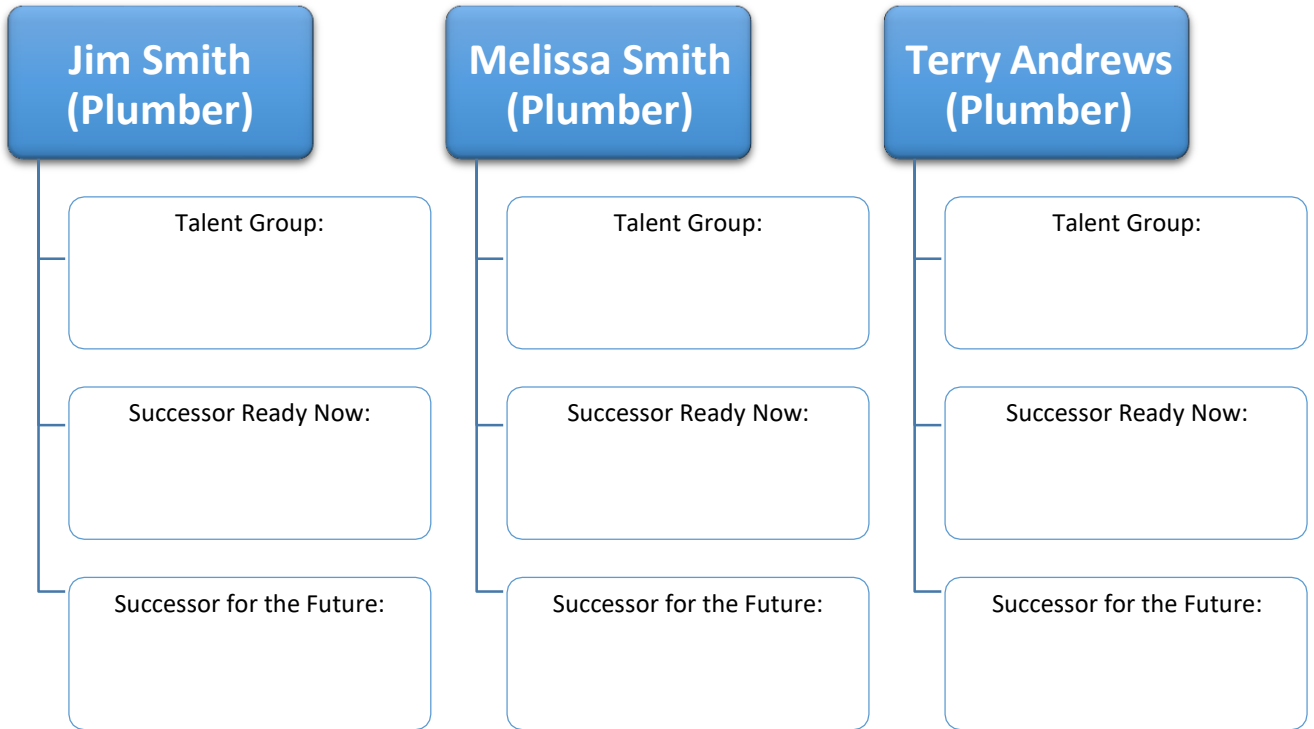 Jim Smith
(Plumber)
Talent Group:
Successor Ready Now:
Successor for the Future:
Melissa Smith
(Plumber)
Talent Group:
Successor Ready Now:
Successor for the Future:
Terry Andrews
(Plumber)
Talent Group:
Successor Ready Now:
Successor for the Future: